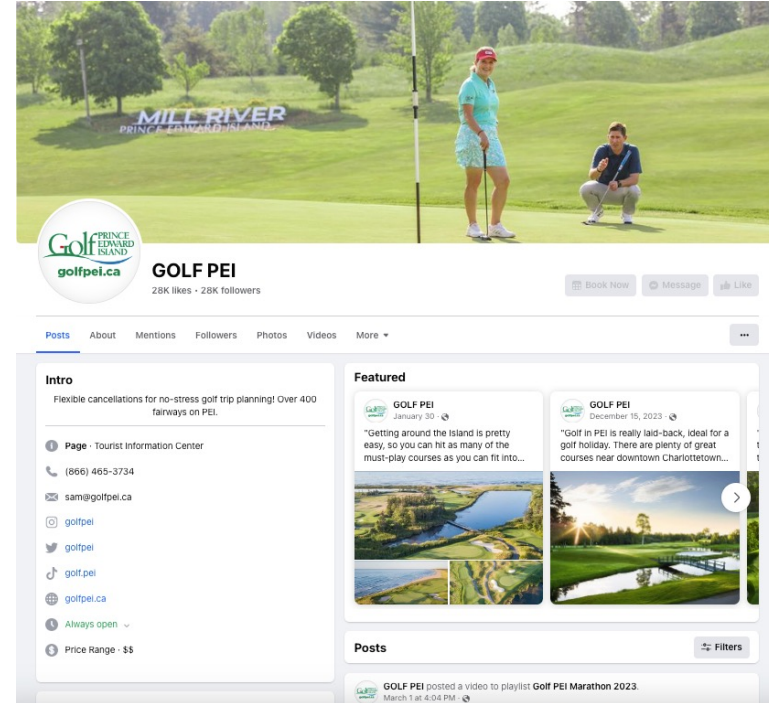 MILL RIVER
PRINCE EDWARD ISLAND
Golf PRINCE
EDWARD
ISLAND
golfpei.ca
GOLF PEI
28K likes • 28K followers
Book Now
Message
Like
Posts
About
Mentions
Followers
Photos
Videos
More
Intro
Flexible cancellations for no-stress golf trip planning! Over 400
fairways on PEI.
Page · Tourist Information Center
(866) 465-3734
sam@golfpei.ca
golfpei
golfpei
golf.pei
golfpei.ca
Always open
Price Range · $$
Featured
GOLF PEI
January 30 ·
"Getting around the Island is pretty
easy, so you can hit as many of the
must-play courses as you can fit into...
GOLF PEI
December 15, 2023 ·
"Golf in PEI is really laid-back, ideal for a
golf holiday. There are plenty of great
courses near downtown Charlottetown...
Posts
Filters
GOLF PEI posted a video to playlist Golf PEI Marathon 2023.
March 1 at 4:04 PM ·